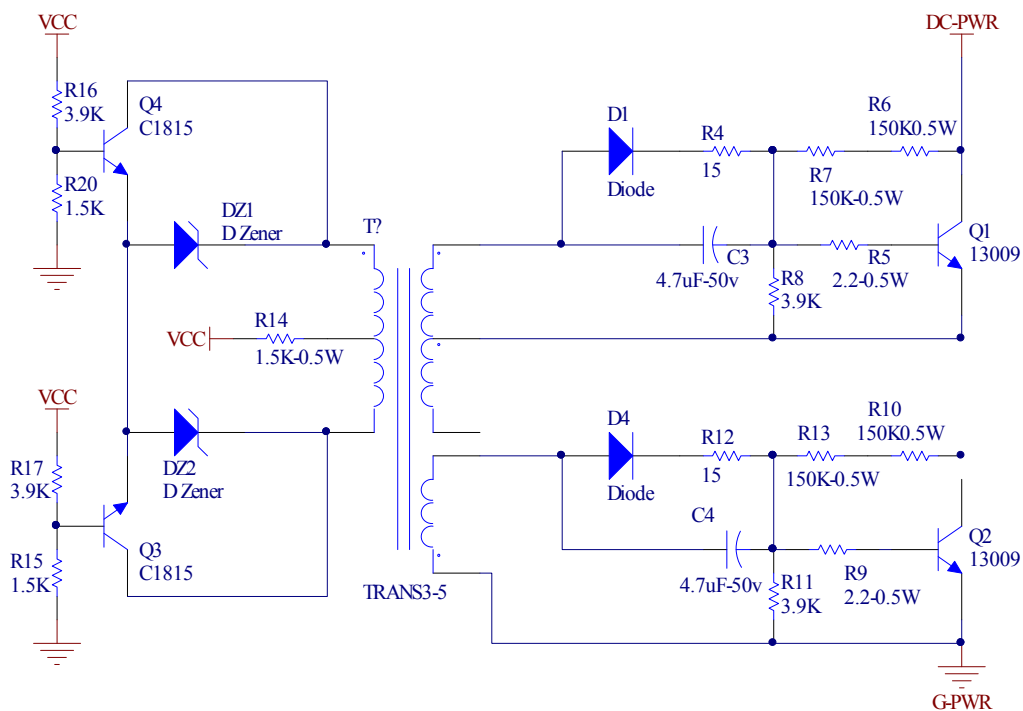 VCC
DC-PWR
R16
3.9K
Q4
C1815
R20
1.5K
DZ1
D Zener
T?
D1
Diode
R4
15
R6
150K0.5W
R7
150K-0.5W
C3
4.7uF-50v
R8
3.9K
R5
2.2-0.5W
Q1
13009
VCC
R14
1.5K-0.5W
VCC
R17
3.9K
DZ2
D Zener
R15
1.5K
Q3
C1815
TRANS3-5
D4
Diode
R12
15
R10
150K0.5W
R13
150K-0.5W
C4
4.7uF-50v
R11
3.9K
R9
2.2-0.5W
Q2
13009
G-PWR